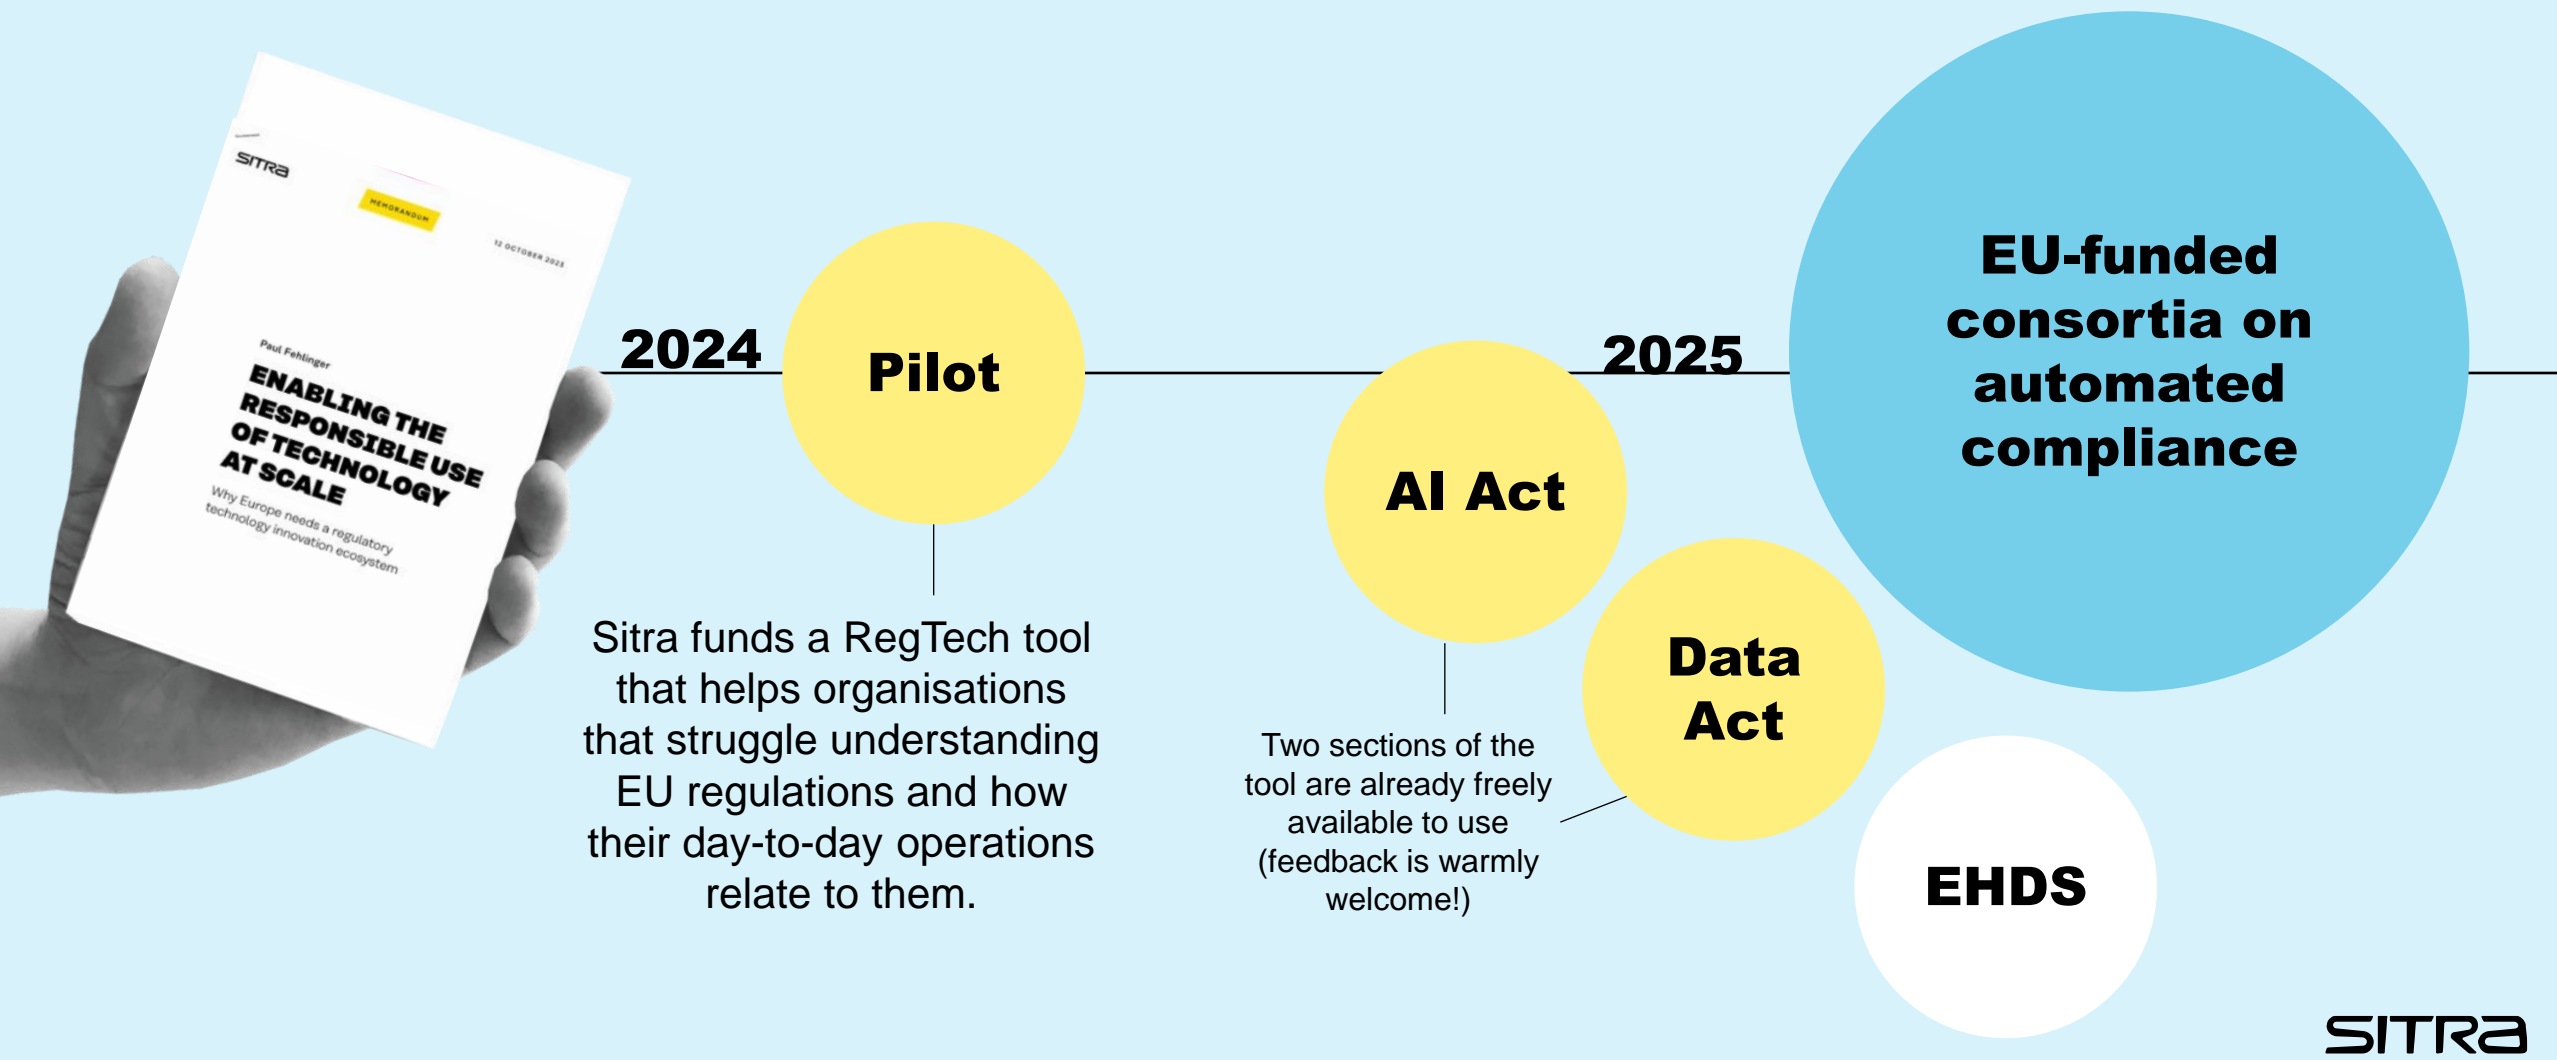 SITRA
MEMORANDUM
12 OCTOBER 2023
Paul Fehlinger
ENABLING THE
RESPONSIBLE USE
OF TECHNOLOGY
AT SCALE
Why Europe needs a regulatory
technology innovation ecosystem
2024
Pilot
Sitra funds a RegTech tool
that helps organisations
that struggle understanding
EU regulations and how
their day-to-day operations
relate to them.
AI Act
Two sections of the
tool are already freely
available to use
(feedback is warmly
welcome!)
2025
Data
Act
EU-funded
consortia on
automated
compliance
EHDS
SITRA